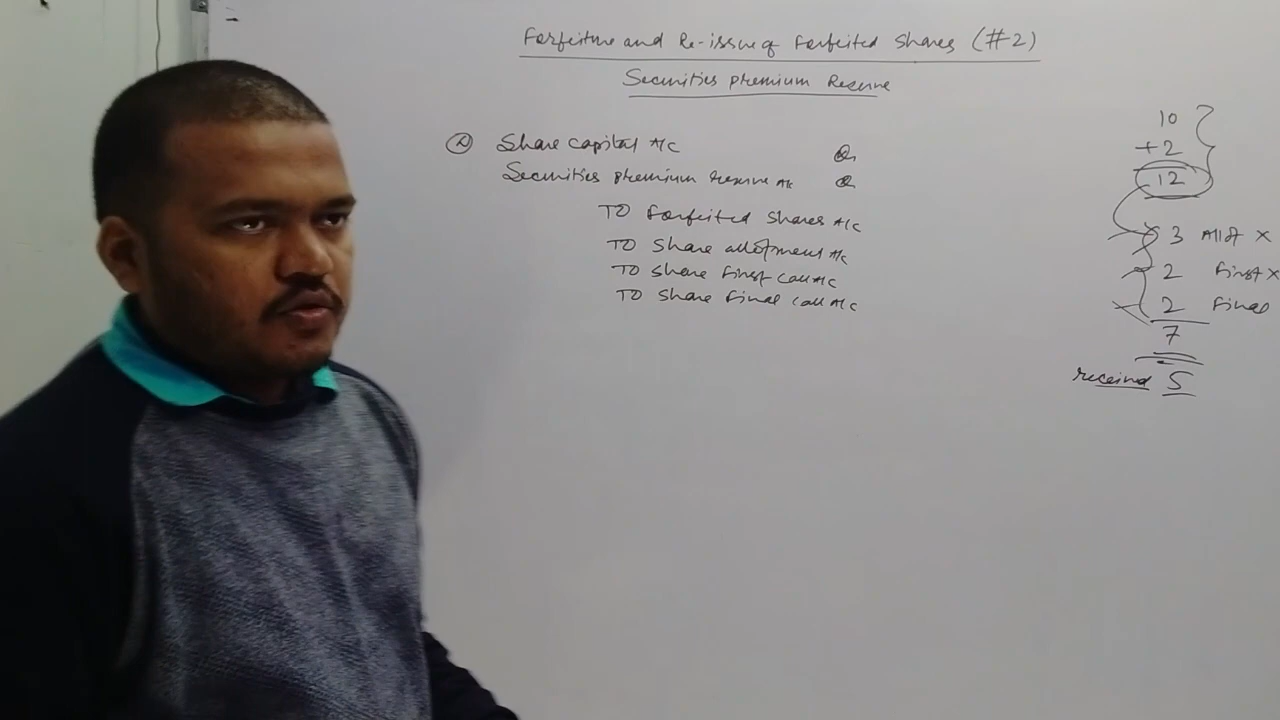 Forfeiture and Re-issue of Forfeited Shares (#2)
Securities premium Reserve
② Share Capital A/c Dr
Securities premium reserve A/c Dr
TO Forfeited Shares A/c
TO Share allotment A/c
TO Share First Call A/c
TO Share Final Call A/c
10
+2
12
3 Allot X
2 First X
2 Final
7
received 5